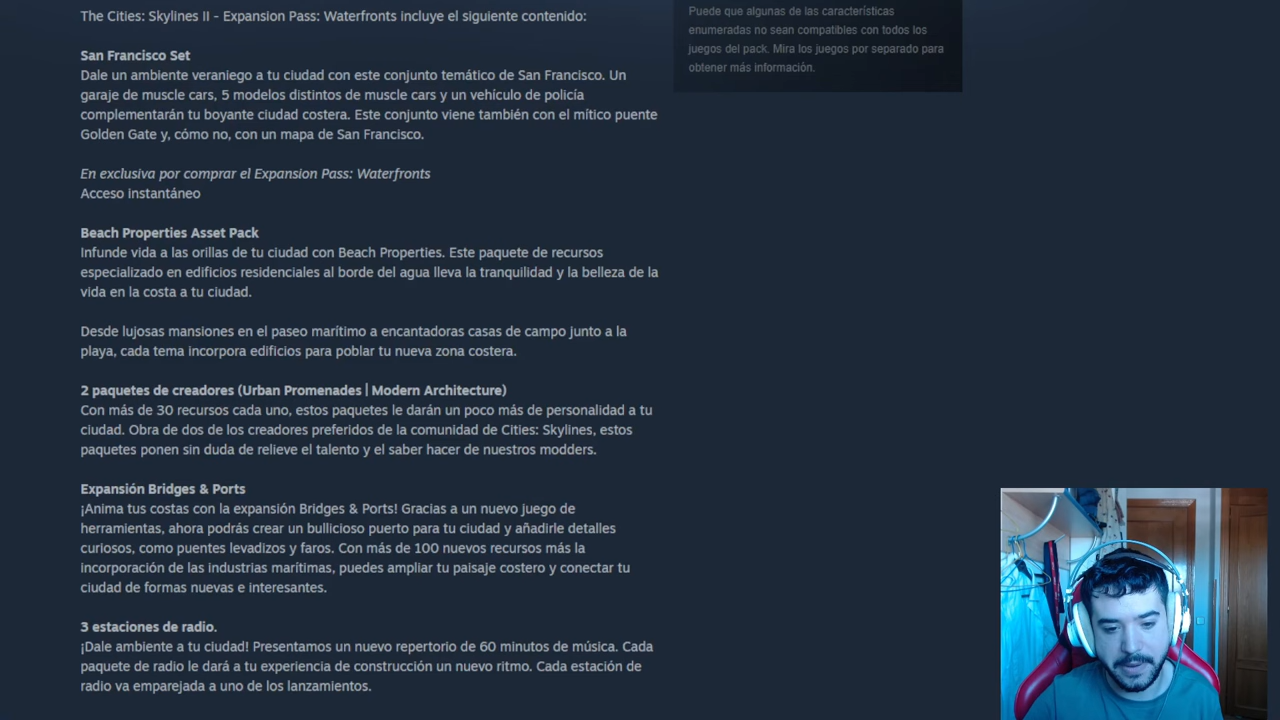 The Cities: Skylines II - Expansion Pass: Waterfronts incluye el siguiente contenido:
San Francisco Set
Dale un ambiente veraniego a tu ciudad con este conjunto temático de San Francisco. Un
garaje de muscle cars, 5 modelos distintos de muscle cars y un vehículo de policía
complementarán tu boyante ciudad costera. Este conjunto viene también con el mítico puente
Golden Gate y, cómo no, con un mapa de San Francisco.
En exclusiva por comprar el Expansion Pass: Waterfronts
Acceso instantáneo
Beach Properties Asset Pack
Infunde vida a las orillas de tu ciudad con Beach Properties. Este paquete de recursos
especializado en edificios residenciales al borde del agua lleva la tranquilidad y la belleza de la
vida en la costa a tu ciudad.
Desde lujosas mansiones en el paseo marítimo a encantadoras casas de campo junto a la
playa, cada tema incorpora edificios para poblar tu nueva zona costera.
2 paquetes de creadores (Urban Promenades | Modern Architecture)
Con más de 30 recursos cada uno, estos paquetes le darán un poco más de personalidad a tu
ciudad. Obra de dos de los creadores preferidos de la comunidad de Cities: Skylines, estos
paquetes ponen sin duda de relieve el talento y el saber hacer de nuestros modders.
Expansión Bridges & Ports
¡Anima tus costas con la expansión Bridges & Ports! Gracias a un nuevo juego de
herramientas, ahora podrás crear un bullicioso puerto para tu ciudad y añadirle detalles
curiosos, como puentes levadizos y faros. Con más de 100 nuevos recursos más la
incorporación de las industrias marítimas, puedes ampliar tu paisaje costero y conectar tu
ciudad de formas nuevas e interesantes.
3 estaciones de radio.
¡Dale ambiente a tu ciudad! Presentamos un nuevo repertorio de 60 minutos de música. Cada
paquete de radio le dará a tu experiencia de construcción un nuevo ritmo. Cada estación de
radio va emparejada a uno de los lanzamientos.
Puede que algunas de las características
enumeradas no sean compatibles con todos los
juegos del pack. Mira los juegos por separado para
obtener más información.